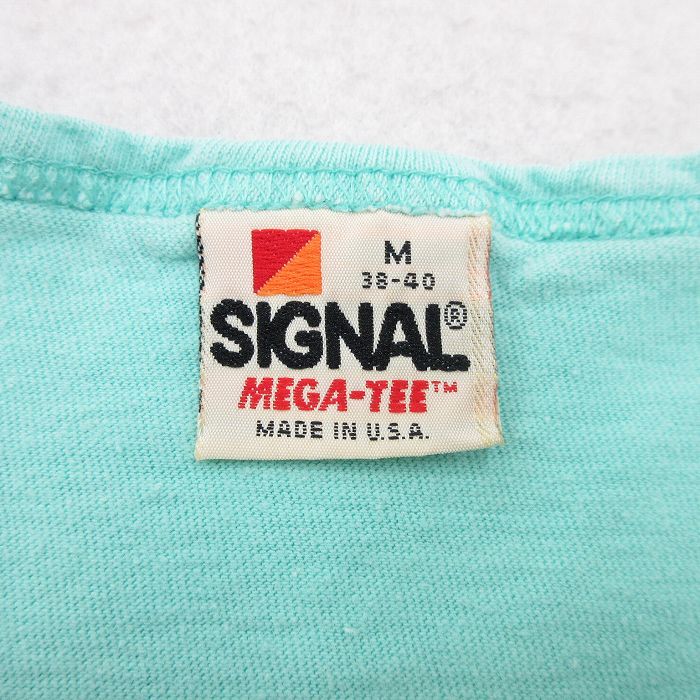 M
38-40
SIGNAL®
MEGA-TEE™
MADE IN U.S.A.